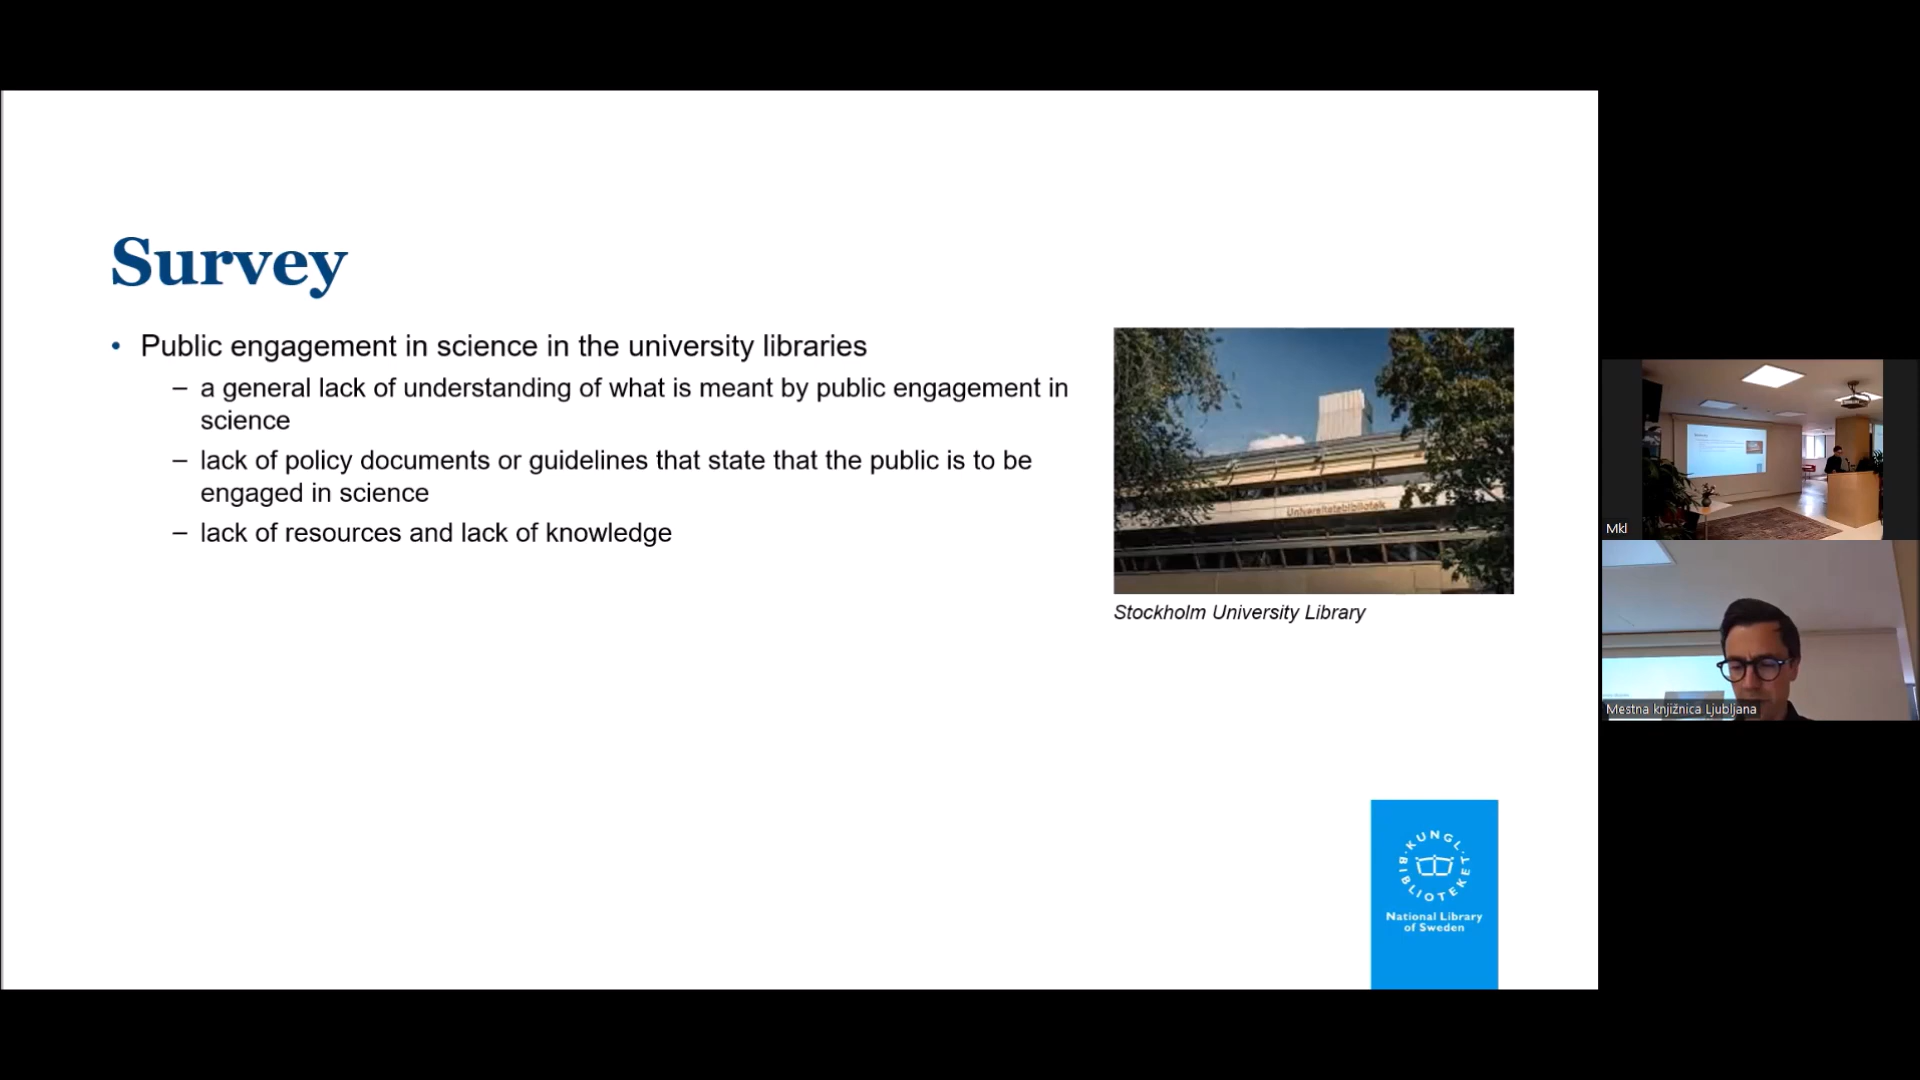 Survey
• Public engagement in science in the university libraries
– a general lack of understanding of what is meant by public engagement in
science
– lack of policy documents or guidelines that state that the public is to be
engaged in science
– lack of resources and lack of knowledge
Universitetsbibliotek
Stockholm University Library
KUNGL
BIBLIOTEKET
National Library
of Sweden
Mkl
Mestna knjižnica Ljubljana